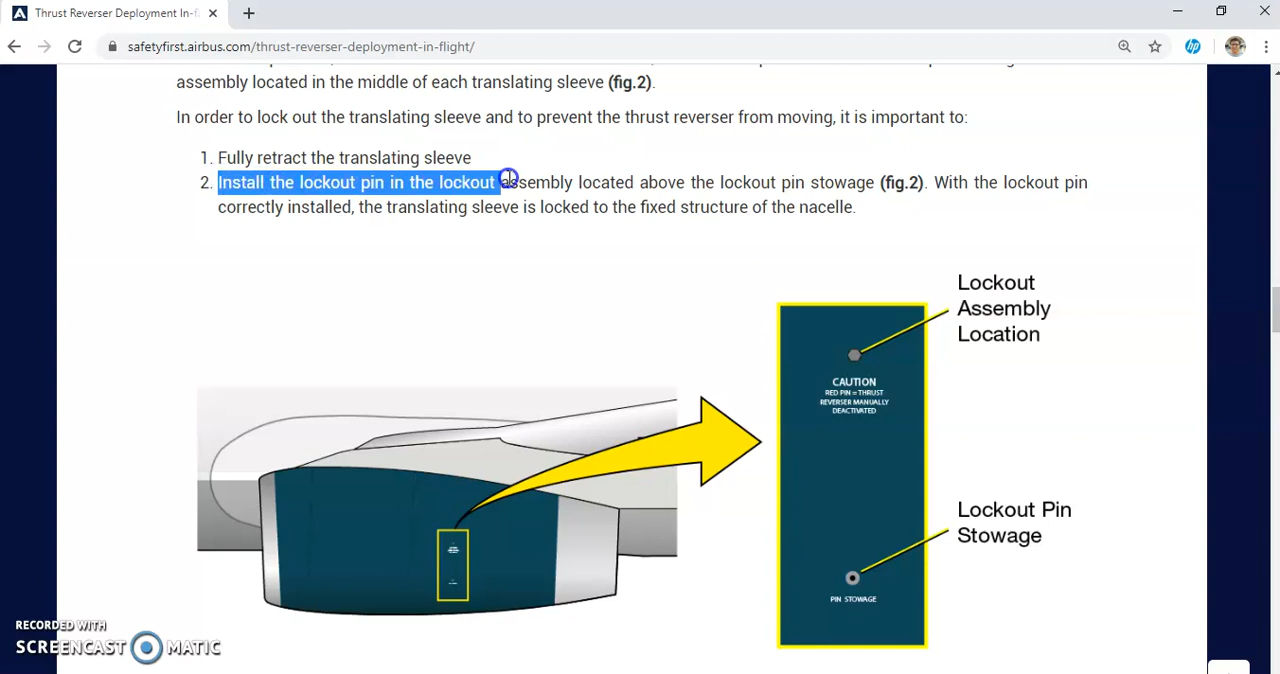 Thrust Reverser Deployment In-fl
safetyfirst.airbus.com/thrust-reverser-deployment-in-flight/
assembly located in the middle of each translating sleeve (fig.2).
In order to lock out the translating sleeve and to prevent the thrust reverser from moving, it is important to:
1. Fully retract the translating sleeve
2. Install the lockout pin in the lockout assembly located above the lockout pin stowage (fig.2). With the lockout pin
correctly installed, the translating sleeve is locked to the fixed structure of the nacelle.
Lockout
Assembly
Location
CAUTION
RED PIN = THRUST
REVERSER MANUALLY
DEACTIVATED
Lockout Pin
Stowage
PIN STOWAGE
RECORDED WITH
SCREENCAST MATIC